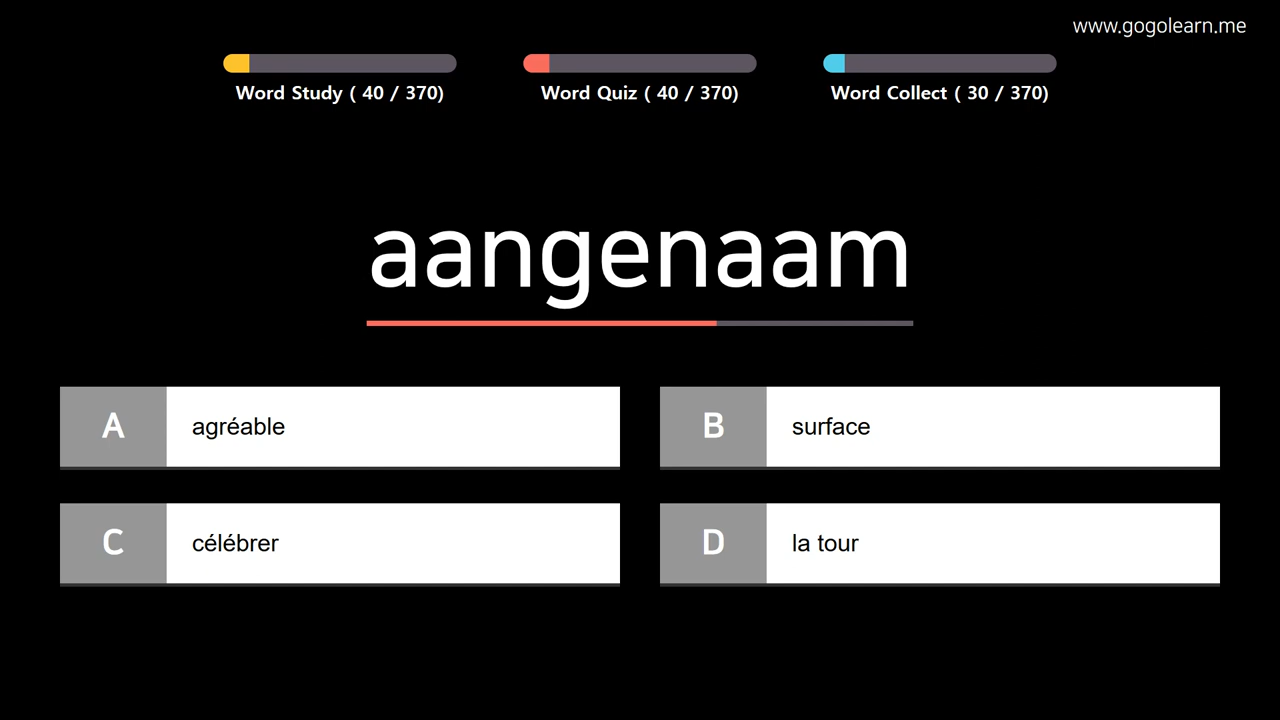 www.gogolearn.me
Word Study ( 40 / 370)
Word Quiz ( 40 / 370)
Word Collect ( 30 / 370)
aangenaam
A agréable
B surface
C célébrer
D la tour